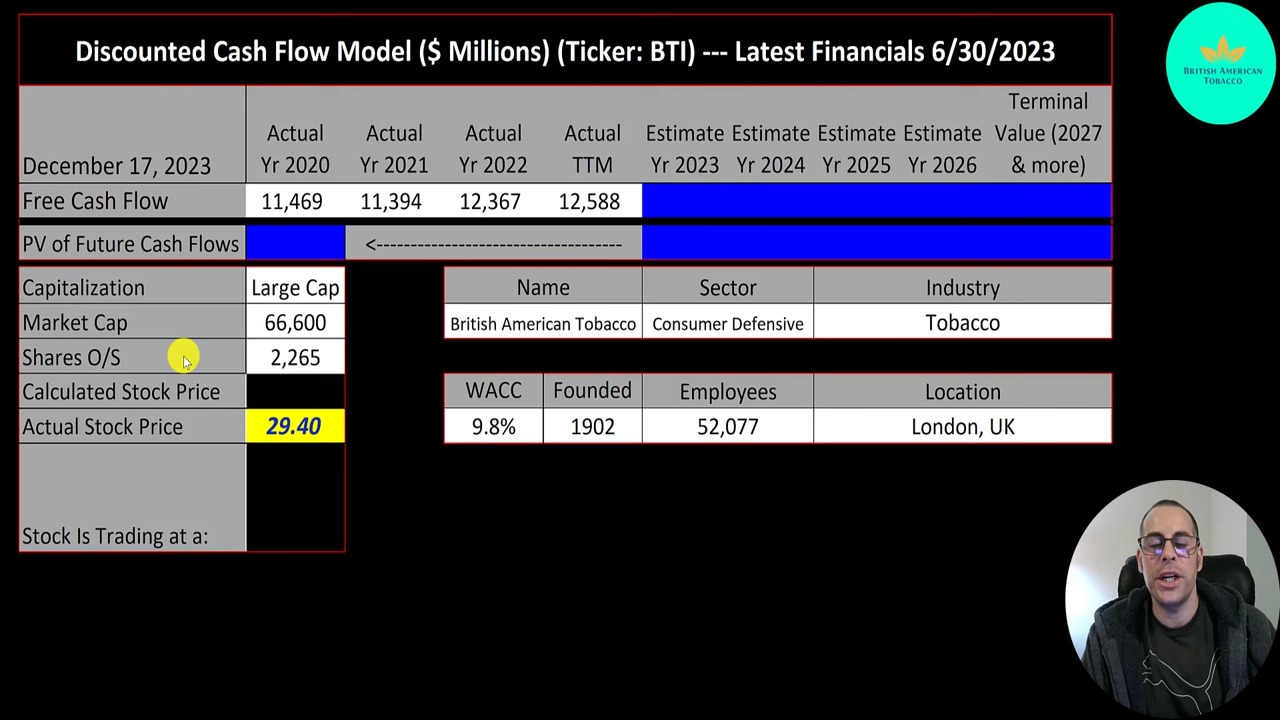 Discounted Cash Flow Model ($ Millions) (Ticker: BTI) --- Latest Financials 6/30/2023
BRITISH AMERICAN
TOBACCO
December 17, 2023
Actual
Yr 2020
Actual
Yr 2021
Actual
Yr 2022
Actual
TTM
Estimate
Yr 2023
Estimate
Yr 2024
Estimate
Yr 2025
Estimate
Yr 2026
Terminal
Value (2027
& more)
Free Cash Flow 11,469 11,394 12,367 12,588
PV of Future Cash Flows <-------------------------------------
Capitalization Large Cap
Market Cap 66,600
Shares O/S 2,265
Calculated Stock Price
Actual Stock Price 29.40
Stock Is Trading at a:
Name Sector Industry
British American Tobacco Consumer Defensive Tobacco
WACC Founded Employees Location
9.8% 1902 52,077 London, UK